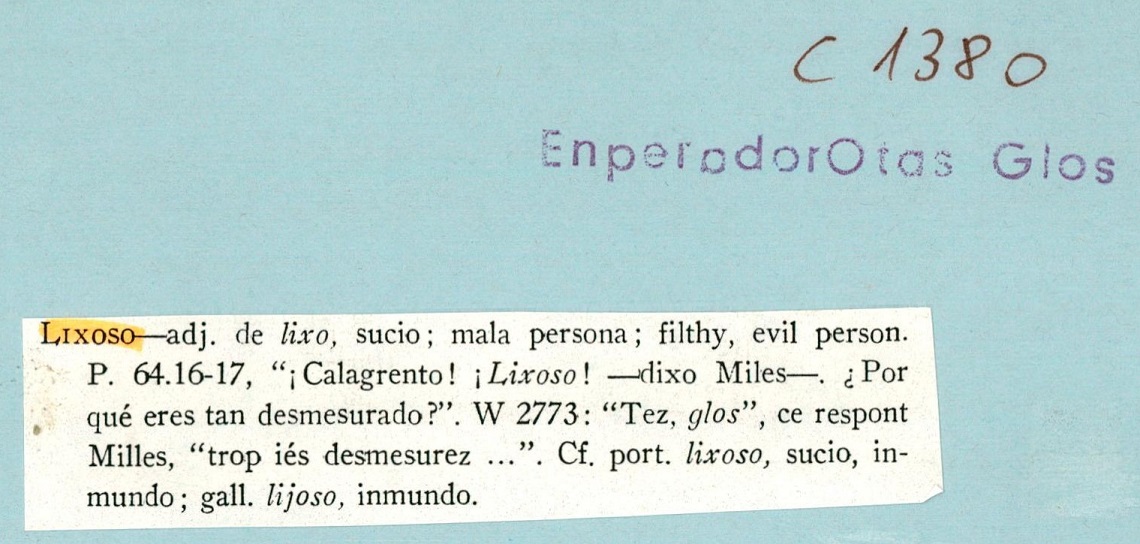 C 1380
EnperadorOtas Glos
Lixoso—adj. de lixo, sucio; mala persona; filthy, evil person.
P. 64.16-17, “¡Calagrento! ¡Lixoso! —dixo Miles—. ¿Por
qué eres tan desmesurado?”. W 2773: “Tez, glos”, ce respont
Milles, “trop iés desmesurez ...”. Cf. port. lixoso, sucio, in-
mundo; gall. lijoso, inmundo.